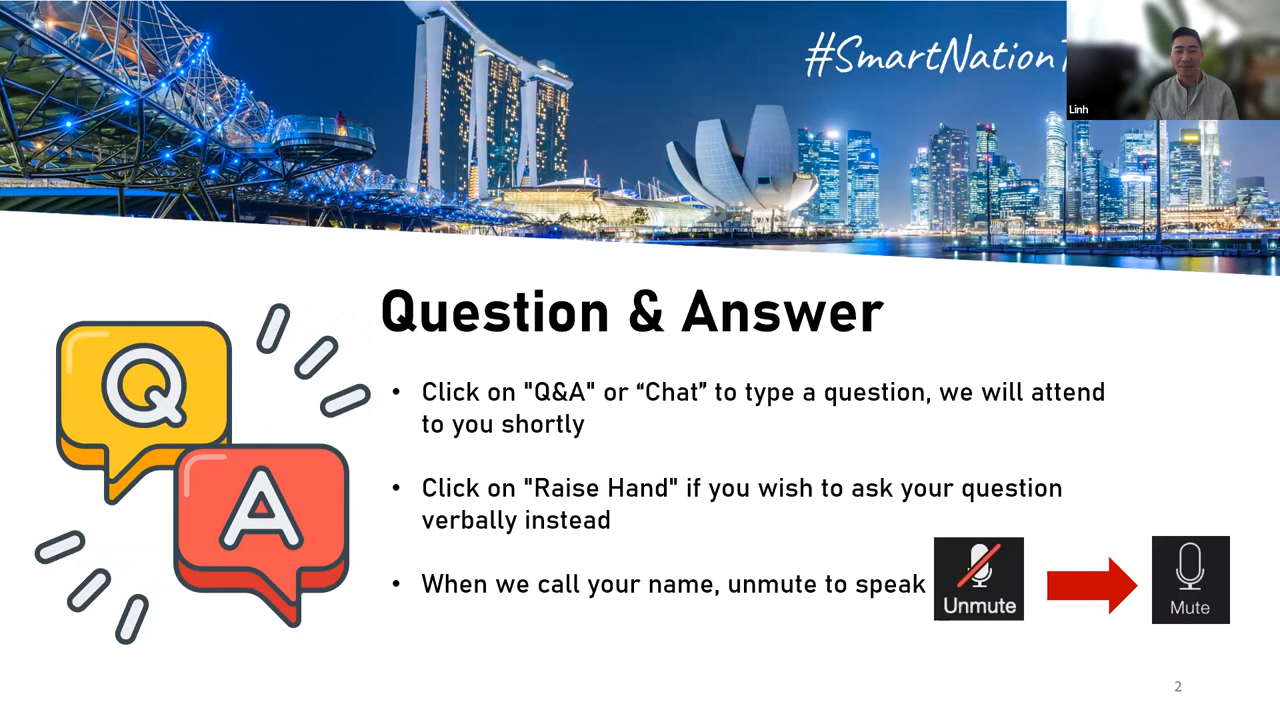 #SmartNation
Linh
Q
A
Question & Answer
• Click on "Q&A" or “Chat” to type a question, we will attend
to you shortly
• Click on "Raise Hand" if you wish to ask your question
verbally instead
• When we call your name, unmute to speak
Unmute
Mute
2